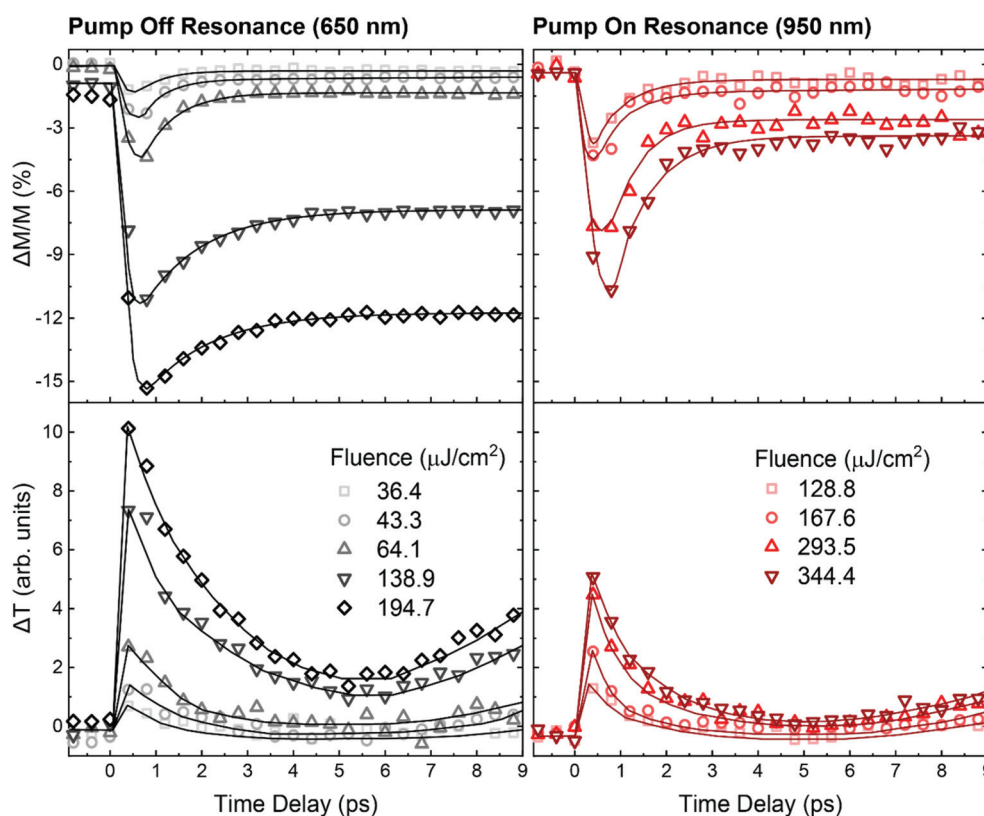 Pump Off Resonance (650 nm)
Pump On Resonance (950 nm)
ΔM/M (%)
0
-3
-6
-9
-12
-15
ΔT (arb. units)
10
8
6
4
2
0
Fluence (μJ/cm²)
36.4
43.3
64.1
138.9
194.7
Fluence (μJ/cm²)
128.8
167.6
293.5
344.4
0 1 2 3 4 5 6 7 8 9
0 1 2 3 4 5 6 7 8 9
Time Delay (ps)
Time Delay (ps)